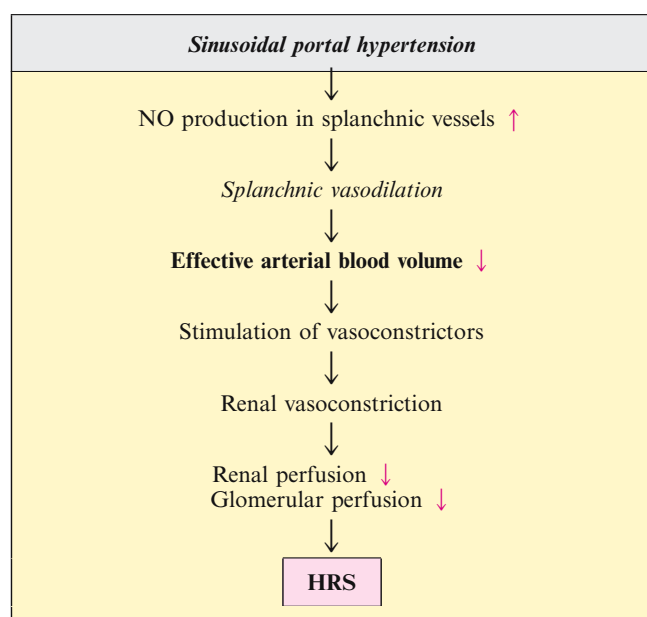 Sinusoidal portal hypertension
NO production in splanchnic vessels ↑
Splanchnic vasodilation
Effective arterial blood volume ↓
Stimulation of vasoconstrictors
Renal vasoconstriction
Renal perfusion ↓
Glomerular perfusion ↓
HRS